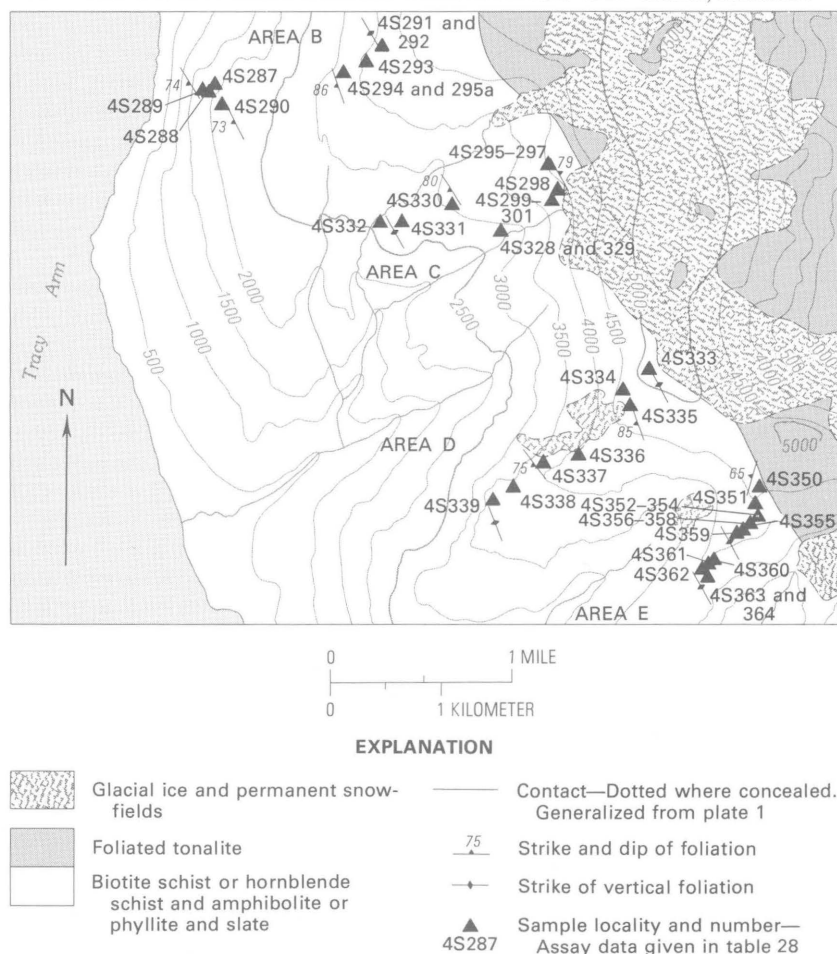 AREA B
4S291 and
292
4S293
86
4S294 and 295a
74
4S287
4S289
4S290
4S288
73
4S295–297
79
80
4S298
4S330
4S299–
301
4S332
4S331
4S328 and 329
AREA C
Tracy Arm
500
1000
1500
2000
2500
3000
3500
4000
4500
5000
4S333
4S334
4S335
85
N
AREA D
75
4S336
4S337
4S338
4S339
5000
65
4S350
4S351
4S352–354
4S355
4S356–358
4S359
4S361
4S360
4S362
4S363 and
364
AREA E
0 1 MILE
0 1 KILOMETER
EXPLANATION
Glacial ice and permanent snow-
fields
Foliated tonalite
Biotite schist or hornblende
schist and amphibolite or
phyllite and slate
Contact—Dotted where concealed.
Generalized from plate 1
75
Strike and dip of foliation
Strike of vertical foliation
4S287
Sample locality and number—
Assay data given in table 28